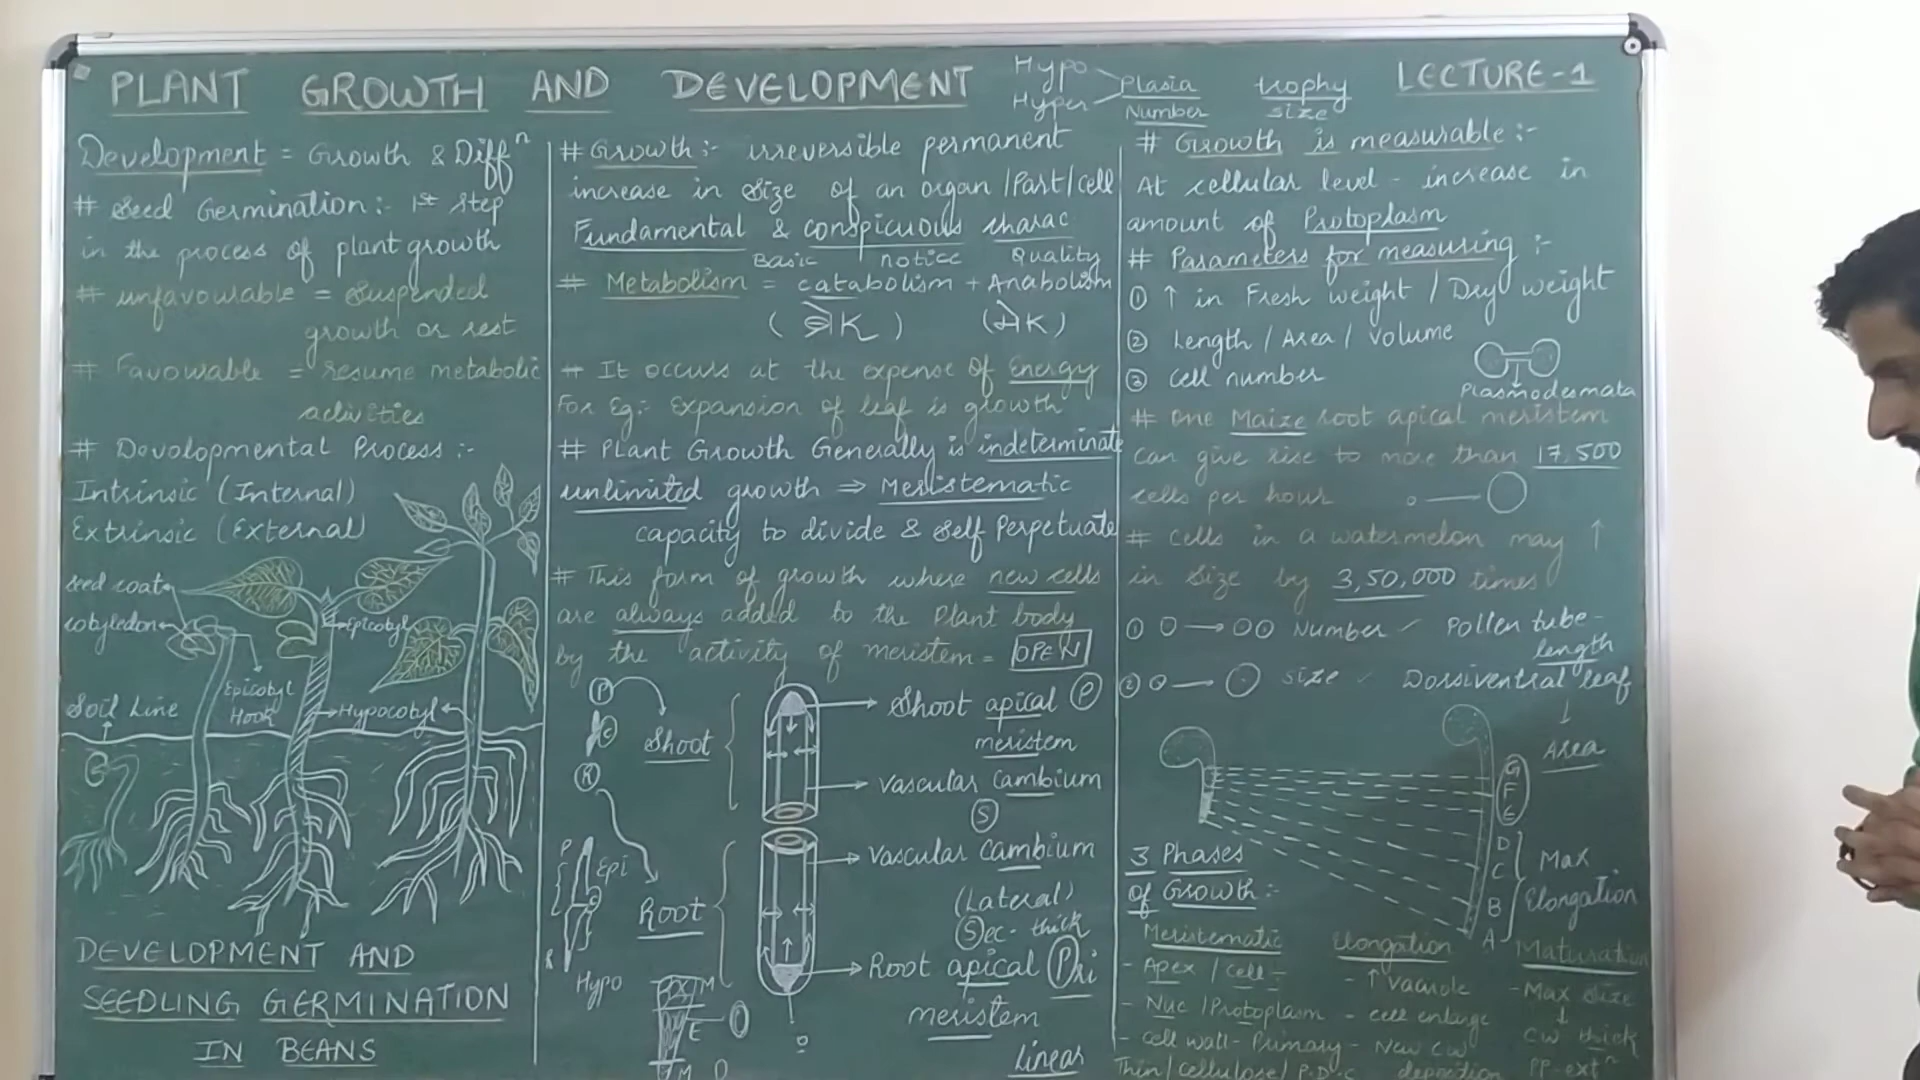 PLANT GROWTH AND DEVELOPMENT
Hypo
Hyper
Plasia
Number
trophy
size
LECTURE-1
Development = Growth & Diffⁿ
# Seed Germination:- 1st step
in the process of plant growth
# unfavourable = suspended
growth or rest
# Favourable = resume metabolic
activities
# Developmental Process :-
Intrinsic (Internal)
Extrinsic (External)
seed coat
cotyledon
Epicotyl
Epicotyl
Hook
Soil Line
Hypocotyl
DEVELOPMENT AND
SEEDLING GERMINATION
IN BEANS
# Growth :- irreversible permanent
increase in size of an organ / Part / cell
Fundamental & conspicuous charac
Basic notice Quality
# Metabolism = catabolism + Anabolism
# It occurs at the expense of Energy
For Eg:- Expansion of leaf is growth
# Plant Growth Generally is indeterminate
unlimited growth ⇒ Meristematic
capacity to divide & self Perpetuate
# This form of growth where new cells
are always added to the Plant body
by the activity of meristem = OPEN
P
C
R
Shoot
Shoot apical P
meristem
vascular cambium
S
vascular cambium
(Lateral)
Sec- thick
Root
Root apical Pri
meristem
Linear
P
Epi
C
R
Hypo
M
E
M
# Growth is measurable :-
At cellular level - increase in
amount of Protoplasm
# Parameters for measuring :-
① ↑ in Fresh weight / Dry weight
② Length / Area / Volume
③ cell number
Plasmodesmata
# One Maize root apical meristem
can give rise to more than 17,500
cells per hour
# cells in a watermelon may ↑
in size by 3,50,000 times
① Number ✓ Pollen tube -
length
② size ✓ Dorsiventral leaf
↓
Area
G
F
E
D
C
B
A
Max
Elongation
3 Phases
of Growth :-
Meristematic Elongation Maturation
- Apex / cell - - ↑ vacuole - Max size
- Nuc / Protoplasm - cell enlarge ↓
- cell wall - Primary - New CW CW thick
Thin / cellulose / P.D-C deposition PP-extⁿ